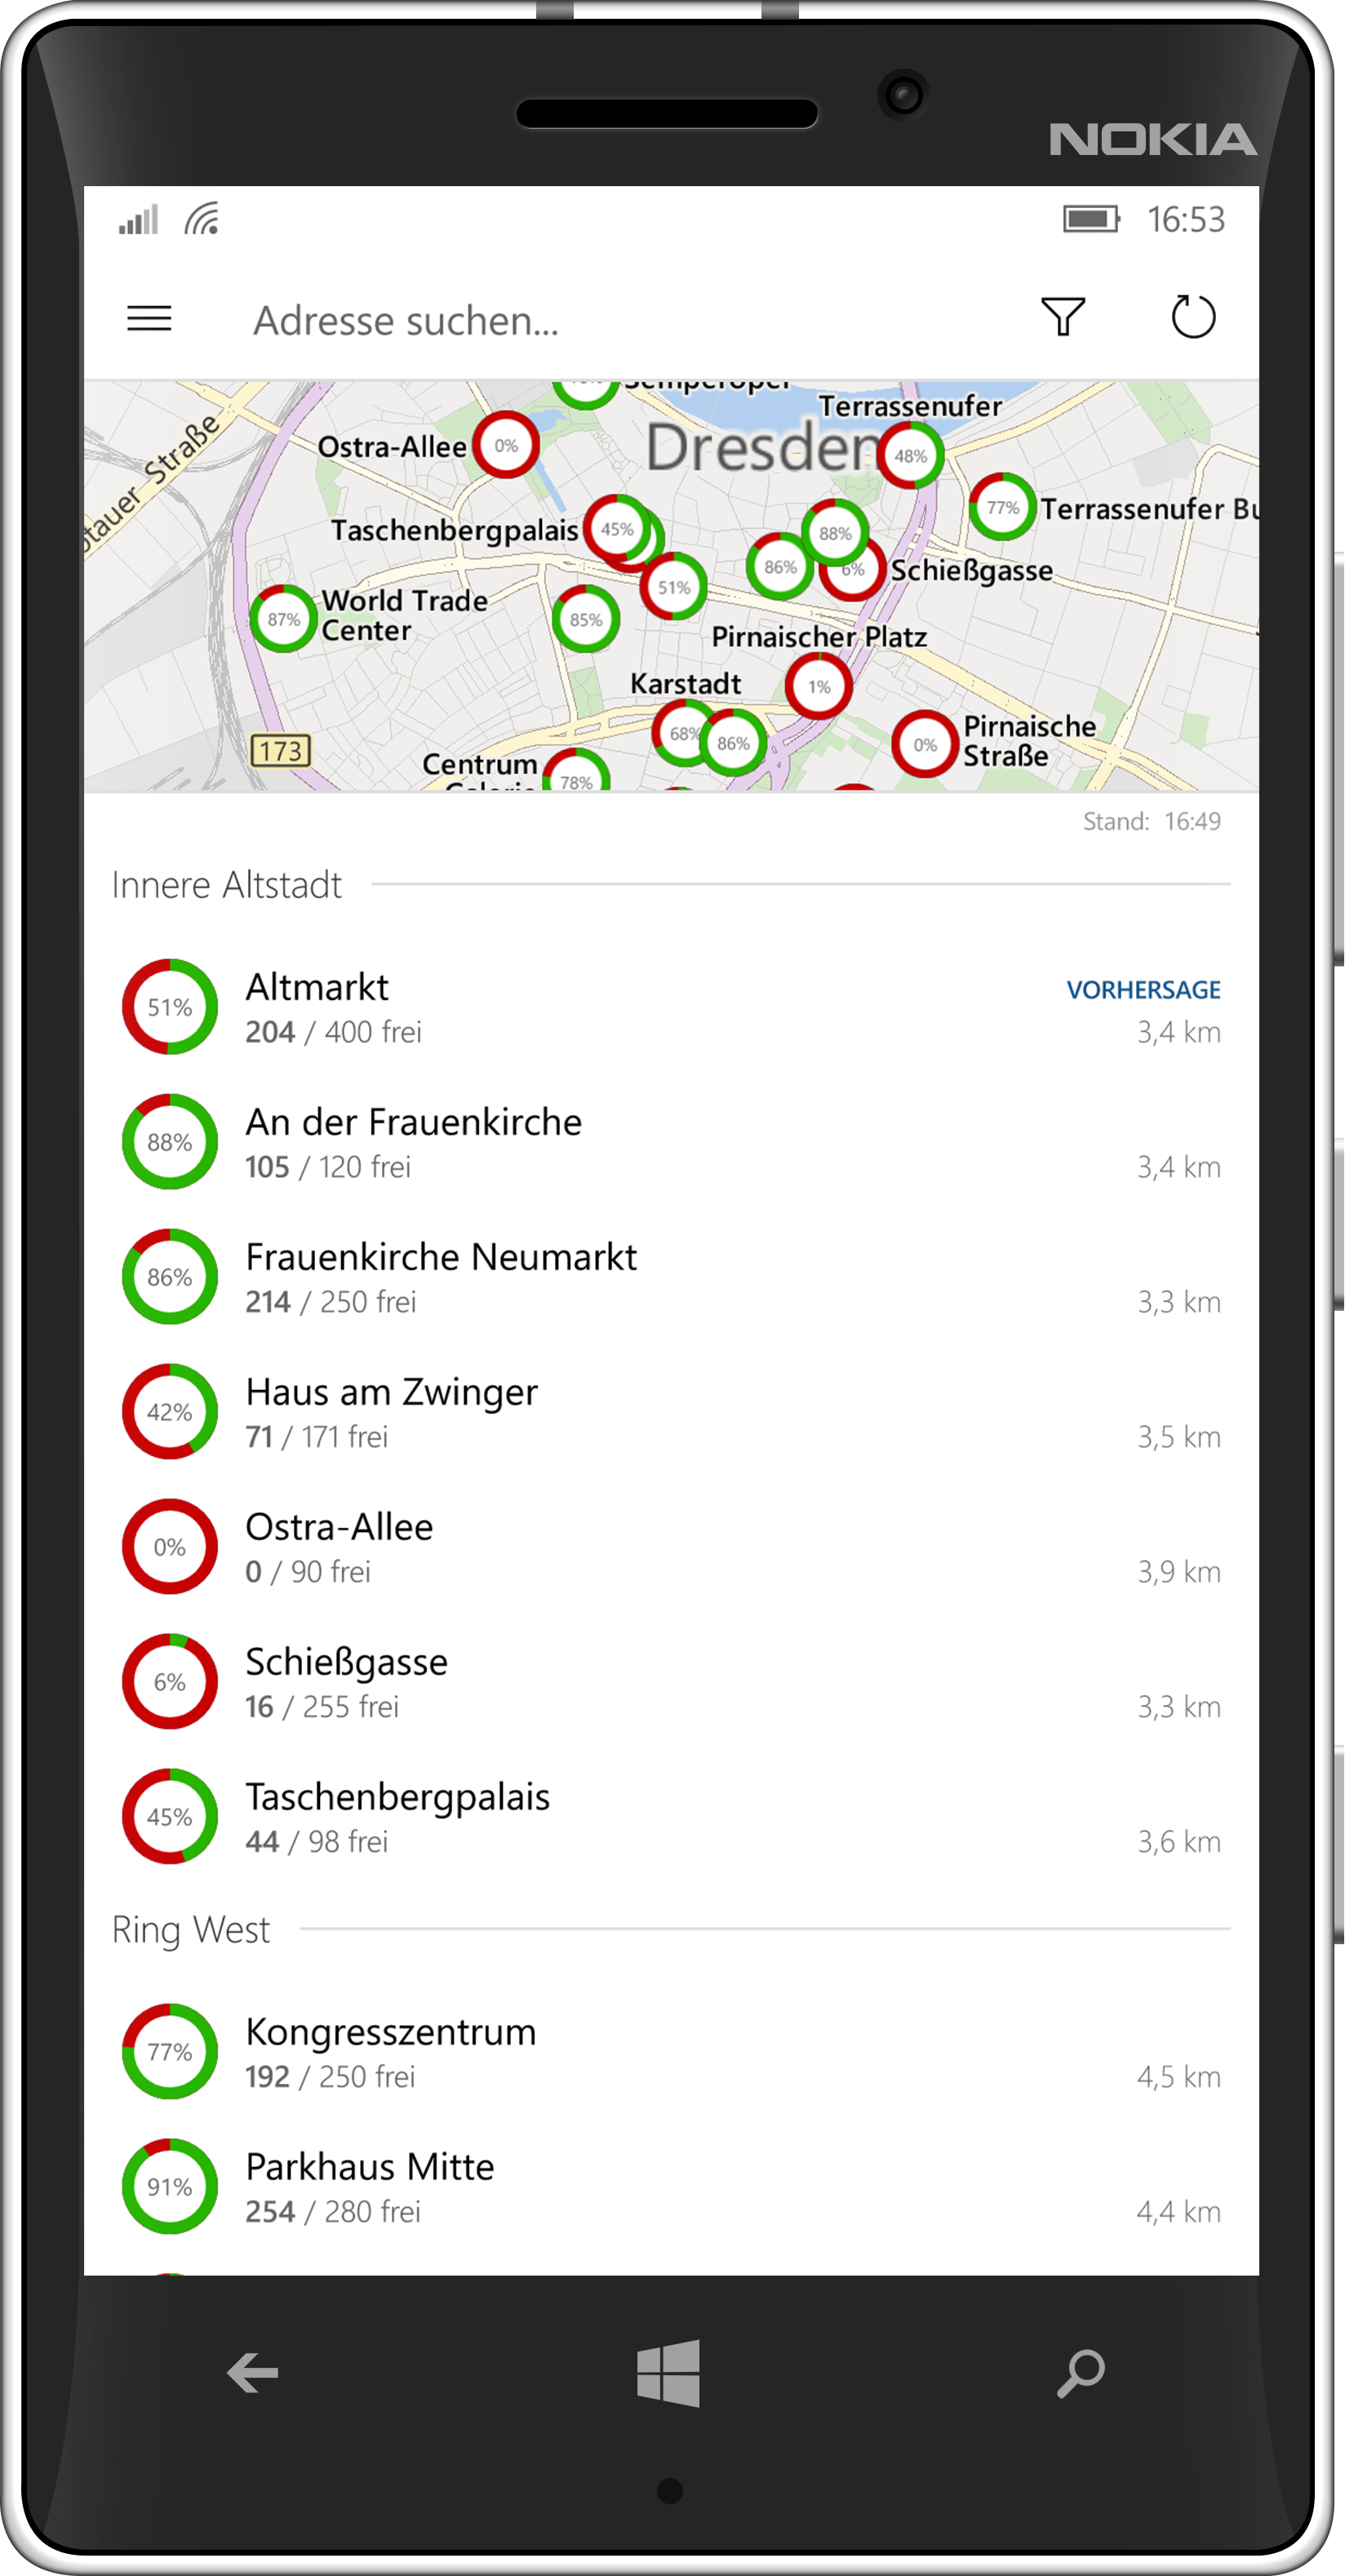 NOKIA
16:53
Adresse suchen...
Terrassenufer
Ostra-Allee
0%
Dresden
48%
77%
Terrassenufer
Taschenbergpalais
45%
88%
86%
6%
Schießgasse
51%
87%
World Trade
Center
85%
Pirnaischer Platz
1%
Karstadt
68%
86%
0%
Pirnaische
Straße
173
Centrum
78%
Straße
Stand: 16:49
Innere Altstadt
51%
Altmarkt
VORHERSAGE
204 / 400 frei
3,4 km
88%
An der Frauenkirche
105 / 120 frei
3,4 km
86%
Frauenkirche Neumarkt
214 / 250 frei
3,3 km
42%
Haus am Zwinger
71 / 171 frei
3,5 km
0%
Ostra-Allee
0 / 90 frei
3,9 km
6%
Schießgasse
16 / 255 frei
3,3 km
45%
Taschenbergpalais
44 / 98 frei
3,6 km
Ring West
77%
Kongresszentrum
192 / 250 frei
4,5 km
91%
Parkhaus Mitte
254 / 280 frei
4,4 km